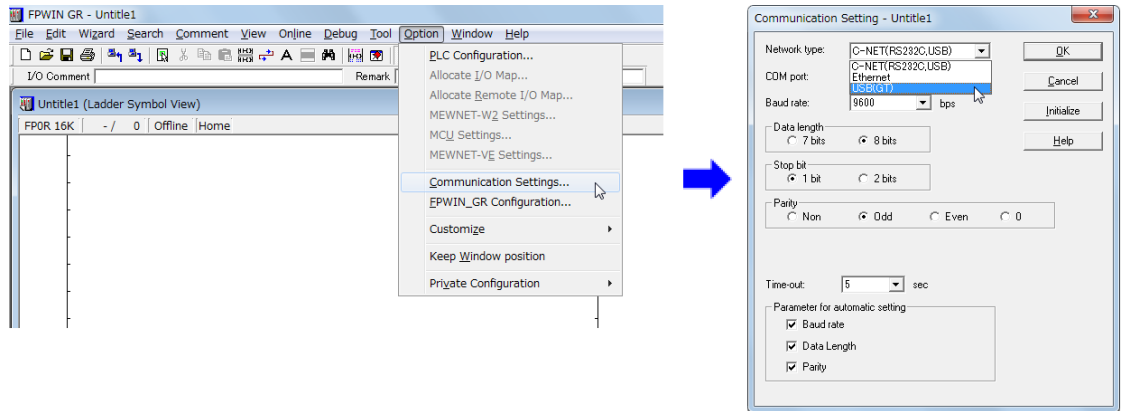 FPWIN GR - Untitle1
File Edit Wizard Search Comment View Online Debug Tool Option Window Help
I/O Comment
Remark
Untitle1 (Ladder Symbol View)
FP0R 16K - / 0 Offline Home
PLC Configuration...
Allocate I/O Map...
Allocate Remote I/O Map...
MEWNET-W2 Settings...
MCU Settings...
MEWNET-VE Settings...
Communication Settings...
FPWIN_GR Configuration...
Customize
Keep Window position
Private Configuration
Communication Setting - Untitle1
Network type: C-NET(RS232C,USB) OK
C-NET(RS232C,USB)
COM port: Ethernet Cancel
USB(GT)
Baud rate: 9600 bps Initialize
Data length
7 bits 8 bits Help
Stop bit
1 bit 2 bits
Parity
Non Odd Even 0
Time-out: 5 sec
Parameter for automatic setting
Baud rate
Data Length
Parity